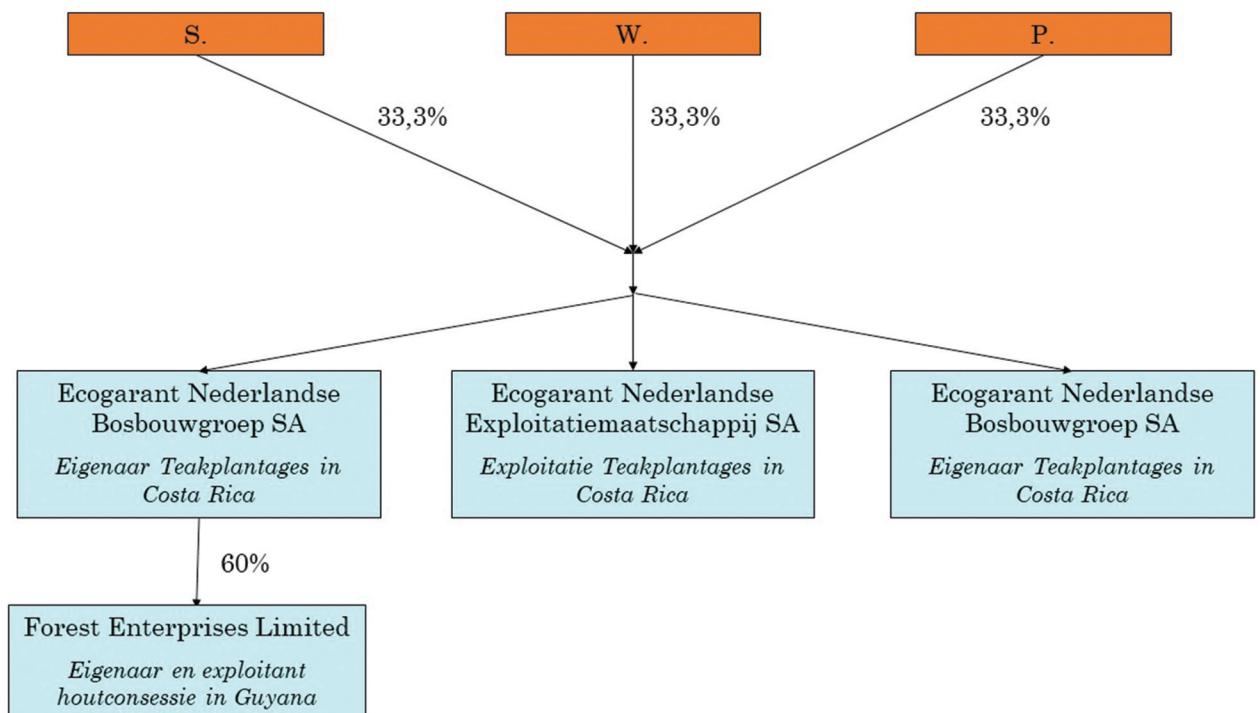 S.
W.
P.
33,3%
33,3%
33,3%
Ecogarant Nederlandse
Bosbouwgroep SA
Eigenaar Teakplantages in
Costa Rica
Ecogarant Nederlandse
Exploitatiemaatschappij SA
Exploitatie Teakplantages in
Costa Rica
Ecogarant Nederlandse
Bosbouwgroep SA
Eigenaar Teakplantages in
Costa Rica
60%
Forest Enterprises Limited
Eigenaar en exploitant
houtconsessie in Guyana